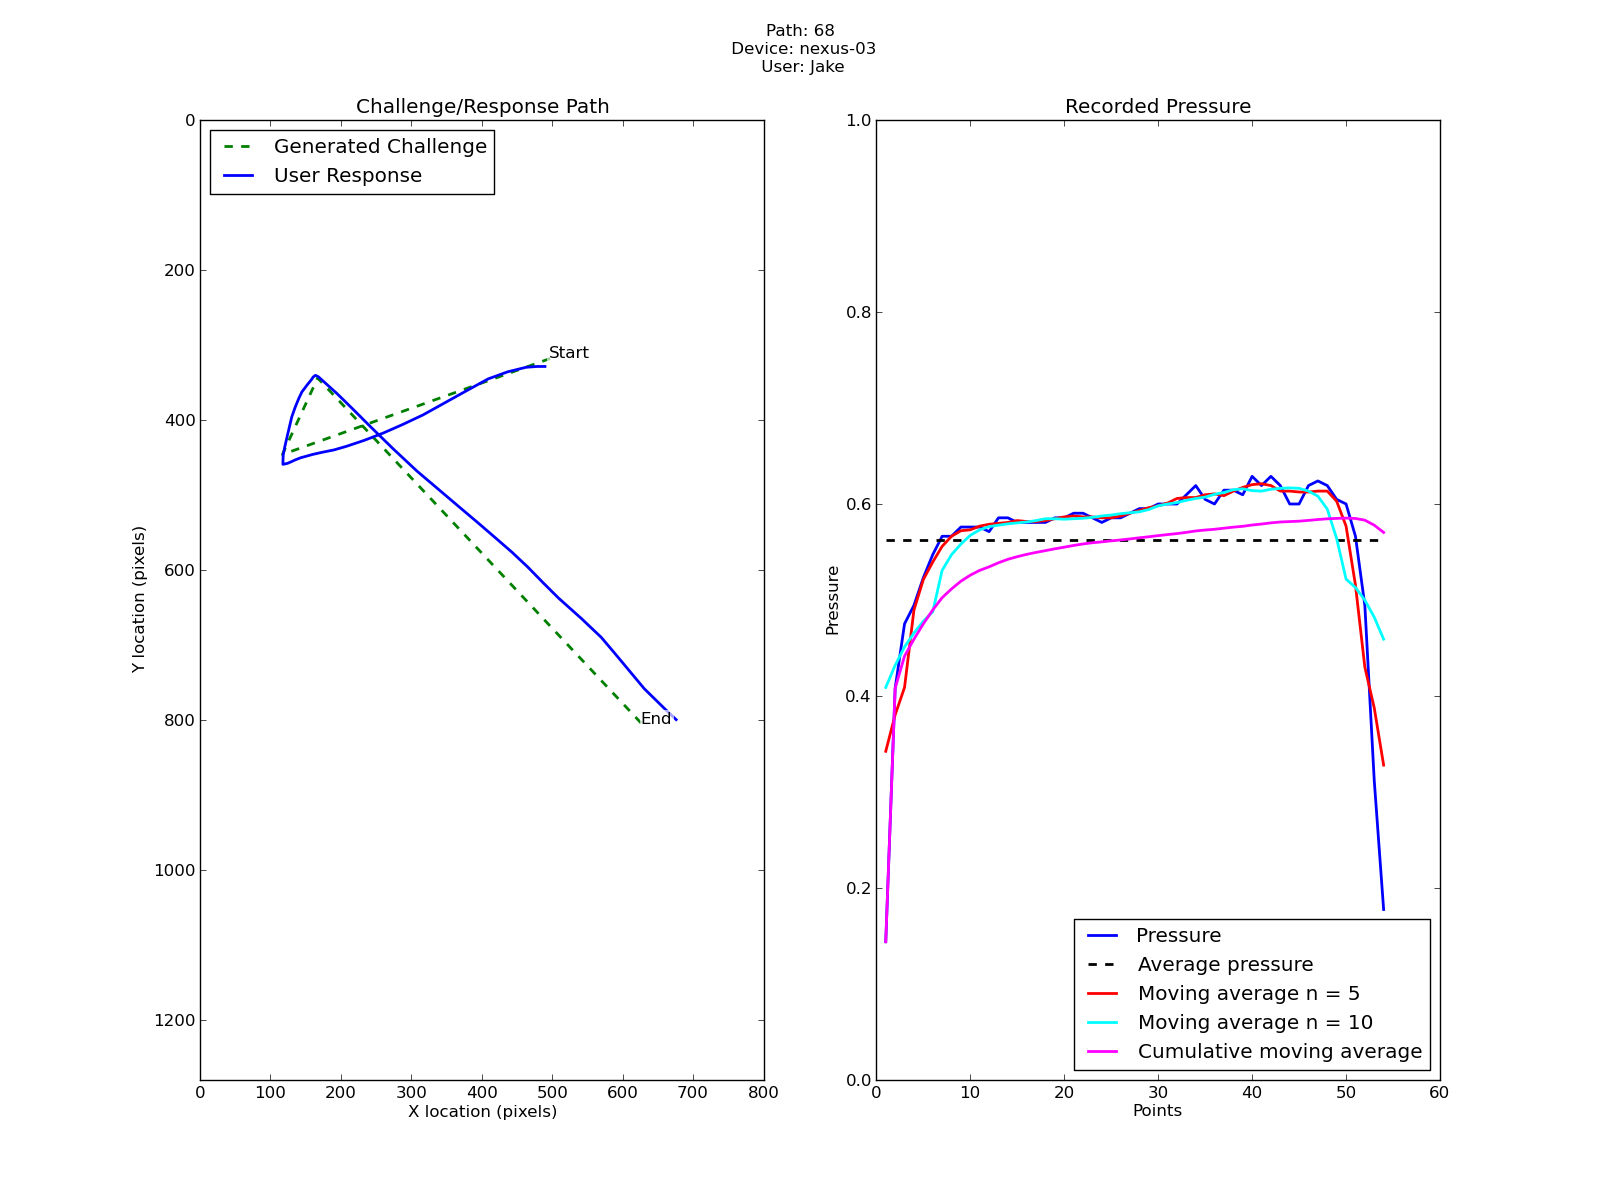 Path: 68
Device: nexus-03
User: Jake
Challenge/Response Path
Generated Challenge
User Response
Start
End
0
200
400
600
800
1000
1200
Y location (pixels)
0 100 200 300 400 500 600 700 800
X location (pixels)
Recorded Pressure
1.0
0.8
0.6
0.4
0.2
0.0
Pressure
Pressure
Average pressure
Moving average n = 5
Moving average n = 10
Cumulative moving average
0 10 20 30 40 50 60
Points